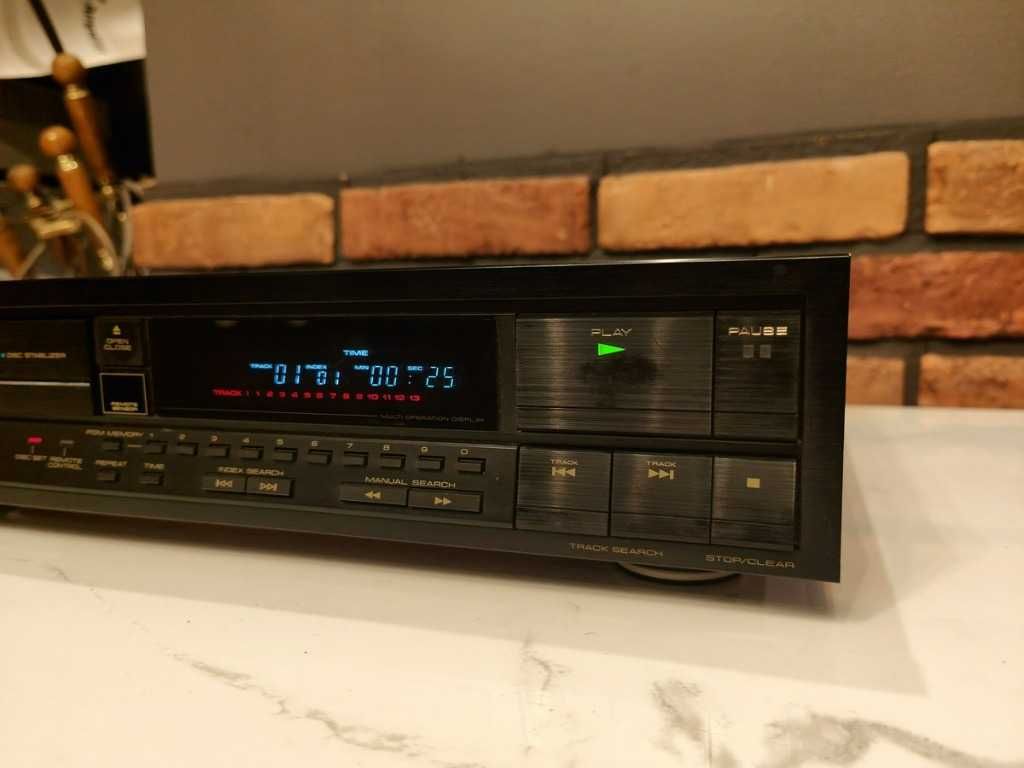 OPEN
CLOSE
DISC STABILIZER
REMOTE
SENSOR
TIME
TRACK INDEX MIN SEC
01 01 00 : 25
TRACK 1 2 3 4 5 6 7 8 9 10 11 12 13
MULTI OPERATION DISPLAY
PLAY
PAUSE
PGM MEMORY
1 2 3 4 5 6 7 8 9 0
DISC SET
REMOTE
CONTROL
REPEAT TIME
INDEX SEARCH
MANUAL SEARCH
TRACK TRACK
TRACK SEARCH
STOP/CLEAR